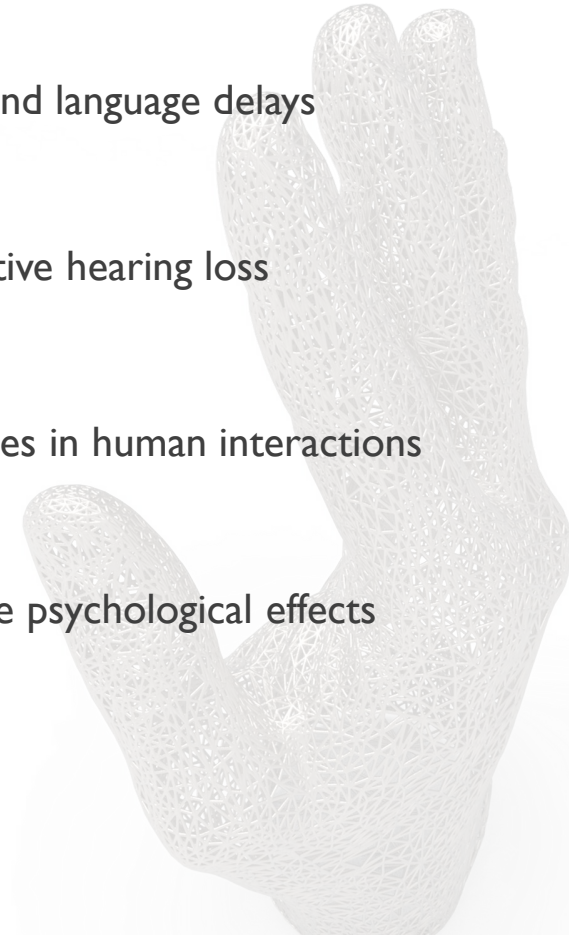 nd language delays
tive hearing loss
es in human interactions
e psychological effects